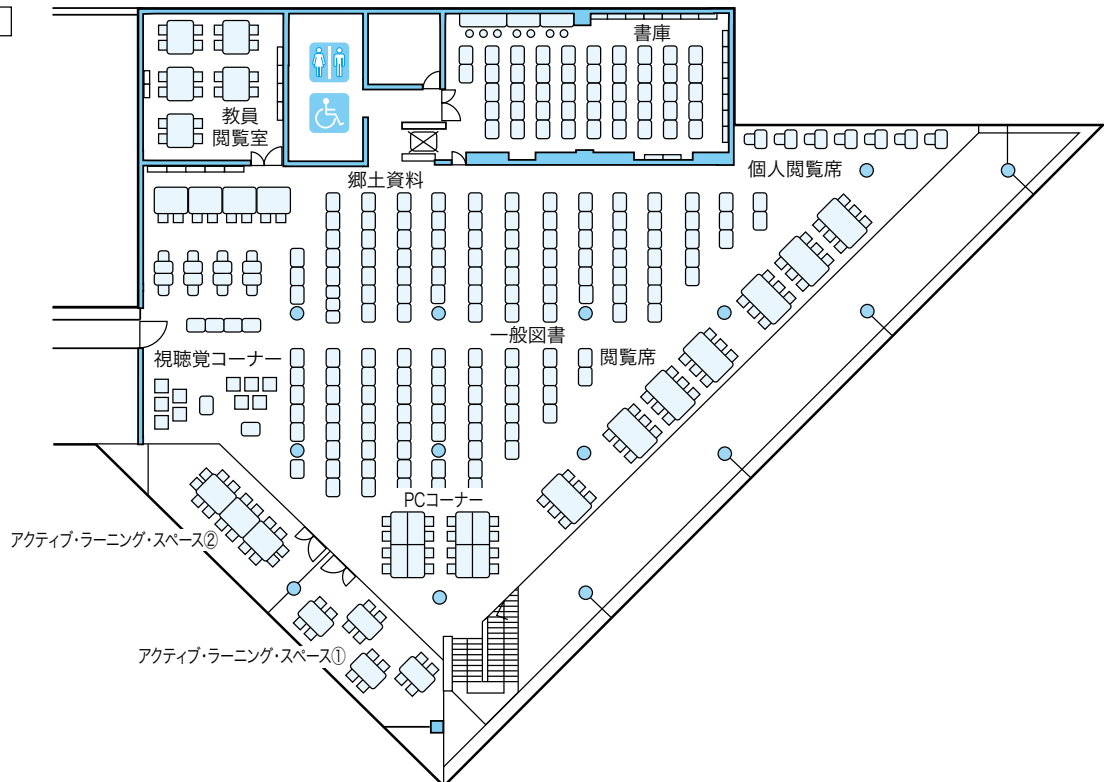 書庫
教員
閲覧室
個人閲覧席
郷土資料
一般図書
閲覧席
視聴覚コーナー
PCコーナー
アクティブ・ラーニング・スペース②
アクティブ・ラーニング・スペース①